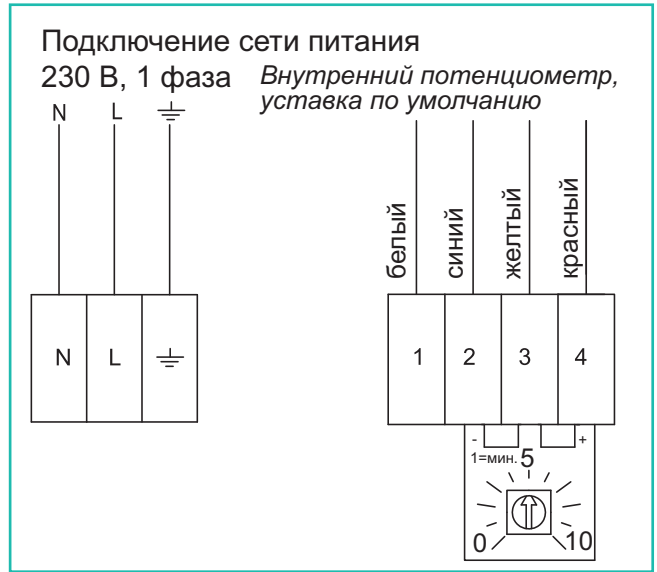 Подключение сети питания
230 В, 1 фаза
Внутренний потенциометр,
уставка по умолчанию
N L
белый
синий
желтый
красный
N L
1 2 3 4
- +
1=мин. 5
0 10